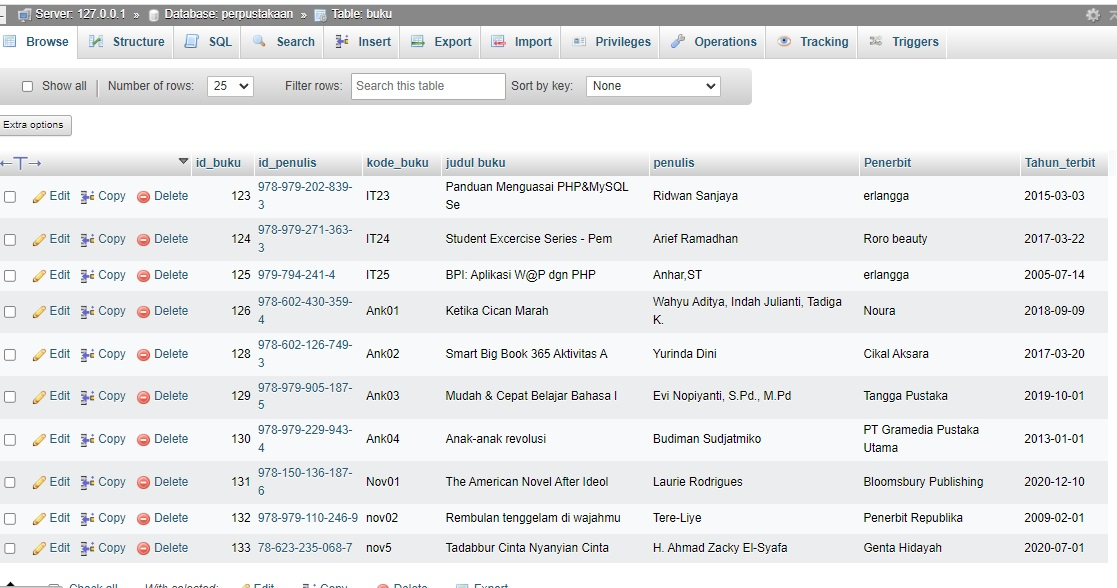 Server: 127.0.0.1 » Database: perpustakaan » Table: buku
Browse Structure SQL Search Insert Export Import Privileges Operations Tracking Triggers
Show all | Number of rows: 25 Filter rows: Search this table Sort by key: None
Extra options
←T→ id_buku id_penulis kode_buku judul buku penulis Penerbit Tahun_terbit
978-979-202-839- Panduan Menguasai PHP&MySQL
Edit Copy Delete 123 IT23 Ridwan Sanjaya erlangga 2015-03-03
3 Se
978-979-271-363-
Edit Copy Delete 124 IT24 Student Excercise Series - Pem Arief Ramadhan Roro beauty 2017-03-22
3
Edit Copy Delete 125 979-794-241-4 IT25 BPI: Aplikasi W@P dgn PHP Anhar,ST erlangga 2005-07-14
978-602-430-359- Wahyu Aditya, Indah Julianti, Tadiga
Edit Copy Delete 126 Ank01 Ketika Cican Marah Noura 2018-09-09
4 K.
978-602-126-749-
Edit Copy Delete 128 Ank02 Smart Big Book 365 Aktivitas A Yurinda Dini Cikal Aksara 2017-03-20
3
978-979-905-187-
Edit Copy Delete 129 Ank03 Mudah & Cepat Belajar Bahasa I Evi Nopiyanti, S.Pd., M.Pd Tangga Pustaka 2019-10-01
5
978-979-229-943- PT Gramedia Pustaka
Edit Copy Delete 130 Ank04 Anak-anak revolusi Budiman Sudjatmiko 2013-01-01
4 Utama
978-150-136-187-
Edit Copy Delete 131 Nov01 The American Novel After Ideol Laurie Rodrigues Bloomsbury Publishing 2020-12-10
6
Edit Copy Delete 132 978-979-110-246-9 nov02 Rembulan tenggelam di wajahmu Tere-Liye Penerbit Republika 2009-02-01
Edit Copy Delete 133 78-623-235-068-7 nov5 Tadabbur Cinta Nyanyian Cinta H. Ahmad Zacky El-Syafa Genta Hidayah 2020-07-01
Check all With selected: Edit Copy Delete Export